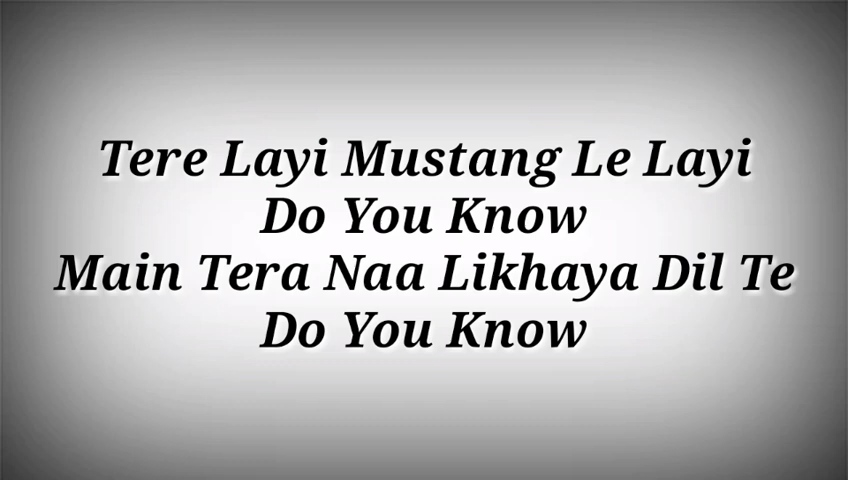 Tere Layi Mustang Le Layi
Do You Know
Main Tera Naa Likhaya Dil Te
Do You Know